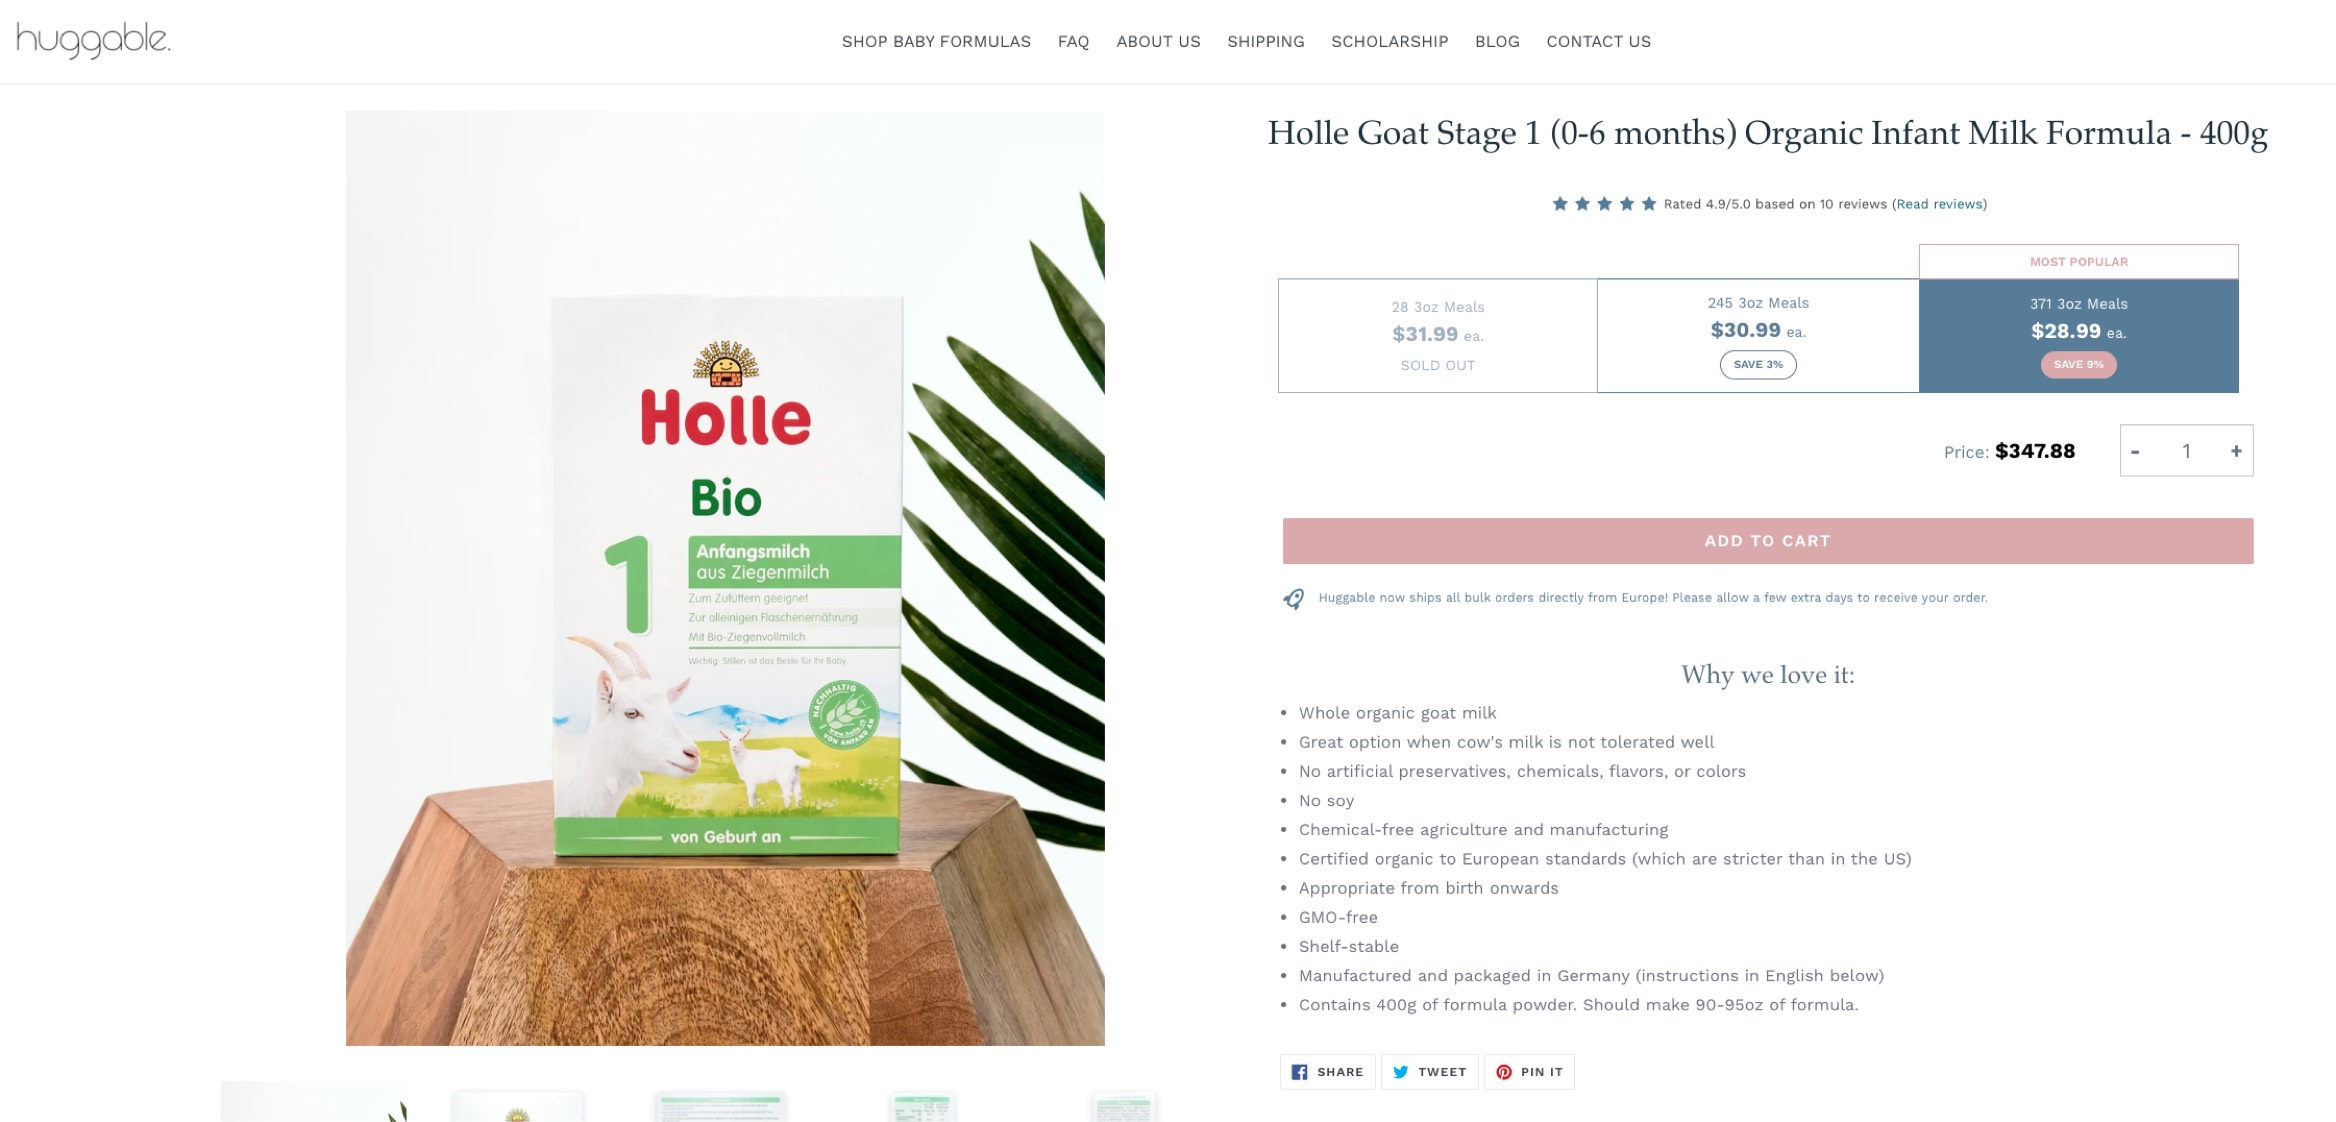 huggable.
SHOP BABY FORMULAS FAQ ABOUT US SHIPPING SCHOLARSHIP BLOG CONTACT US
Holle
Bio
1
Anfangsmilch
aus Ziegenmilch
Zum Zufüttern geeignet
Zur alleinigen Flaschenernährung
Mit Bio-Ziegenvollmilch
Wichtig: Stillen ist das Beste für Ihr Baby
NACHHALTIG
www.holle.ch
VON ANFANG AN
von Geburt an
Holle Goat Stage 1 (0-6 months) Organic Infant Milk Formula - 400g
Rated 4.9/5.0 based on 10 reviews (Read reviews)
MOST POPULAR
28 3oz Meals
$31.99 ea.
SOLD OUT
245 3oz Meals
$30.99 ea.
SAVE 3%
371 3oz Meals
$28.99 ea.
SAVE 9%
Price: $347.88
- 1 +
ADD TO CART
Huggable now ships all bulk orders directly from Europe! Please allow a few extra days to receive your order.
Why we love it:
• Whole organic goat milk
• Great option when cow's milk is not tolerated well
• No artificial preservatives, chemicals, flavors, or colors
• No soy
• Chemical-free agriculture and manufacturing
• Certified organic to European standards (which are stricter than in the US)
• Appropriate from birth onwards
• GMO-free
• Shelf-stable
• Manufactured and packaged in Germany (instructions in English below)
• Contains 400g of formula powder. Should make 90-95oz of formula.
SHARE TWEET PIN IT